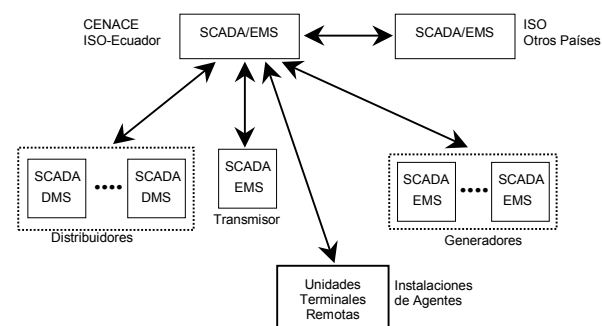 CENACE
ISO-Ecuador
SCADA/EMS
SCADA/EMS
ISO
Otros Países
SCADA
DMS
SCADA
DMS
Distribuidores
SCADA
EMS
Transmisor
SCADA
EMS
SCADA
EMS
Generadores
Unidades
Terminales
Remotas
Instalaciones
de Agentes